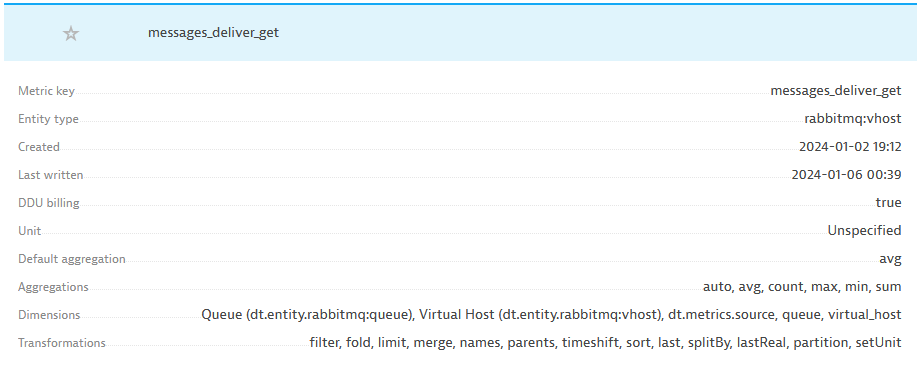 messages_deliver_get
Metric key messages_deliver_get
Entity type rabbitmq:vhost
Created 2024-01-02 19:12
Last written 2024-01-06 00:39
DDU billing true
Unit Unspecified
Default aggregation avg
Aggregations auto, avg, count, max, min, sum
Dimensions Queue (dt.entity.rabbitmq:queue), Virtual Host (dt.entity.rabbitmq:vhost), dt.metrics.source, queue, virtual_host
Transformations filter, fold, limit, merge, names, parents, timeshift, sort, last, splitBy, lastReal, partition, setUnit